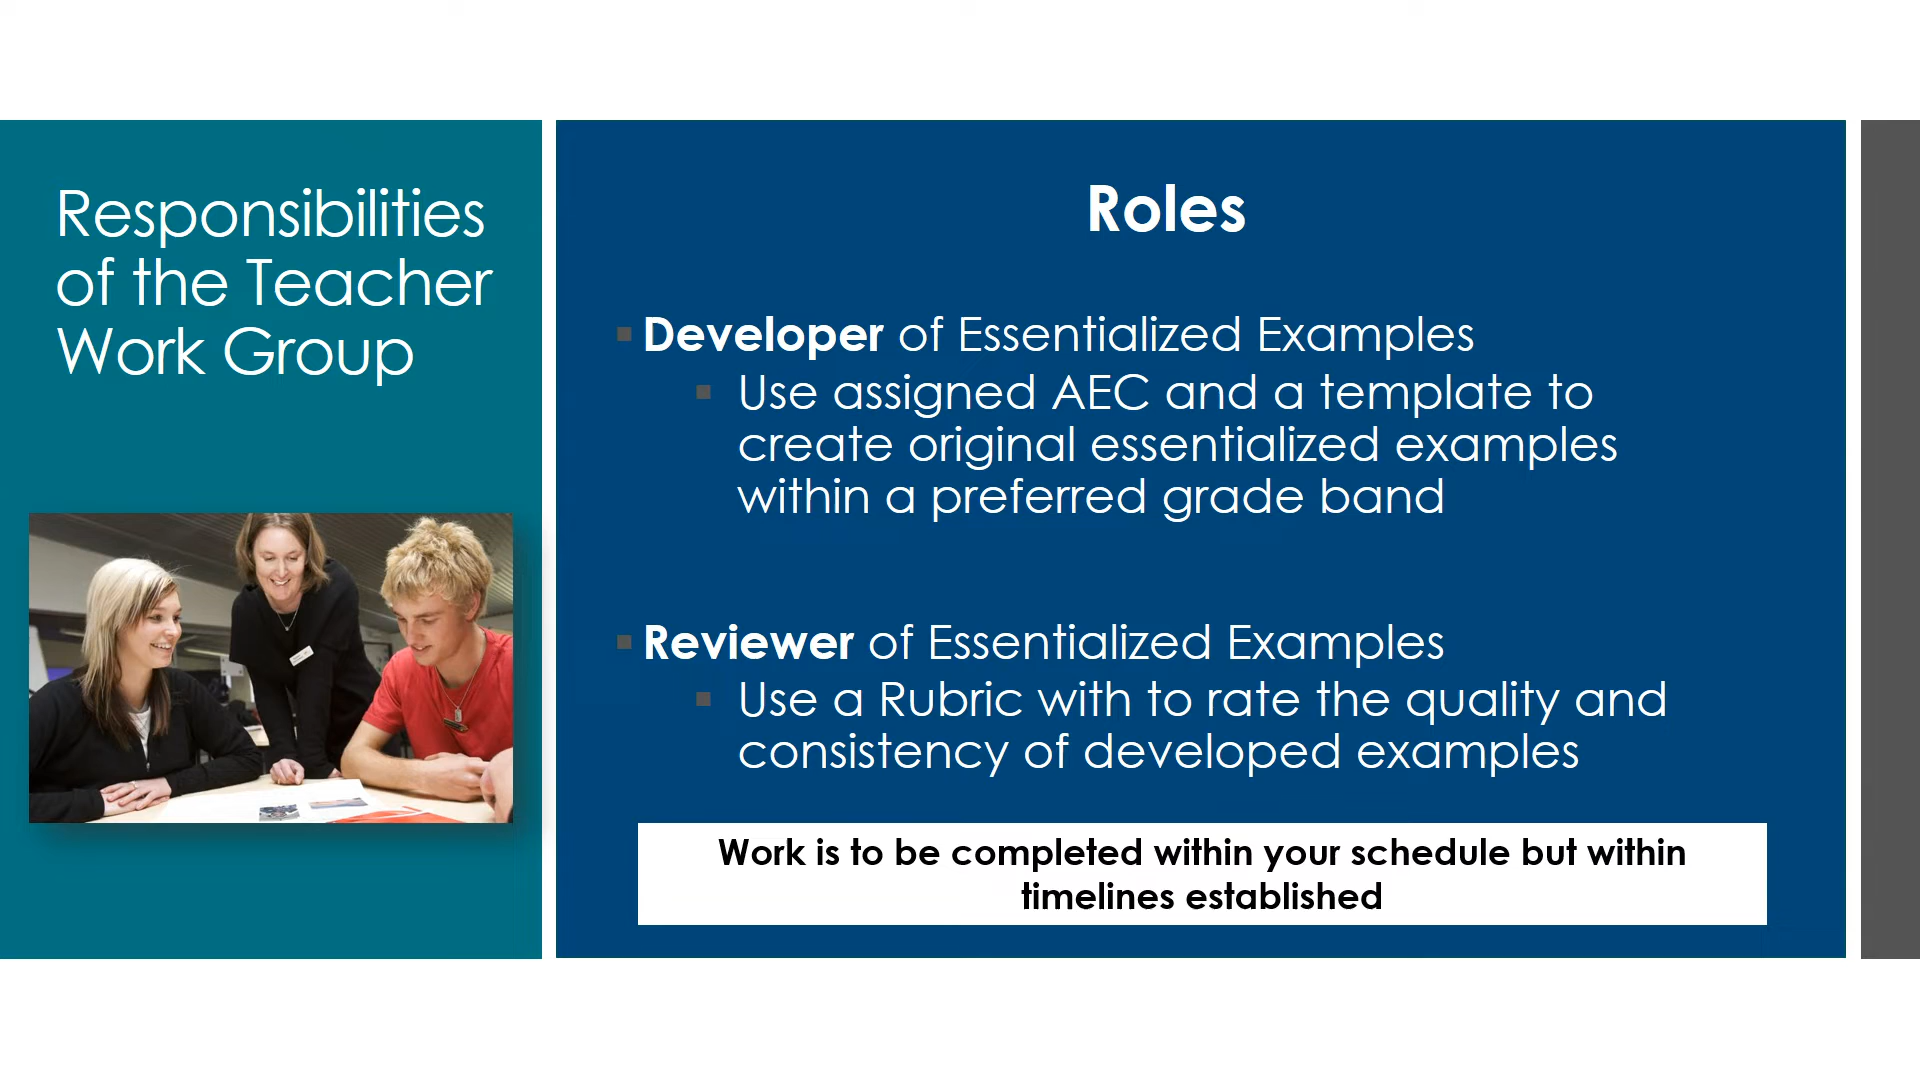 Responsibilities
of the Teacher
Work Group
Roles
Developer of Essentialized Examples
Use assigned AEC and a template to
create original essentialized examples
within a preferred grade band
Reviewer of Essentialized Examples
Use a Rubric with to rate the quality and
consistency of developed examples
Work is to be completed within your schedule but within
timelines established